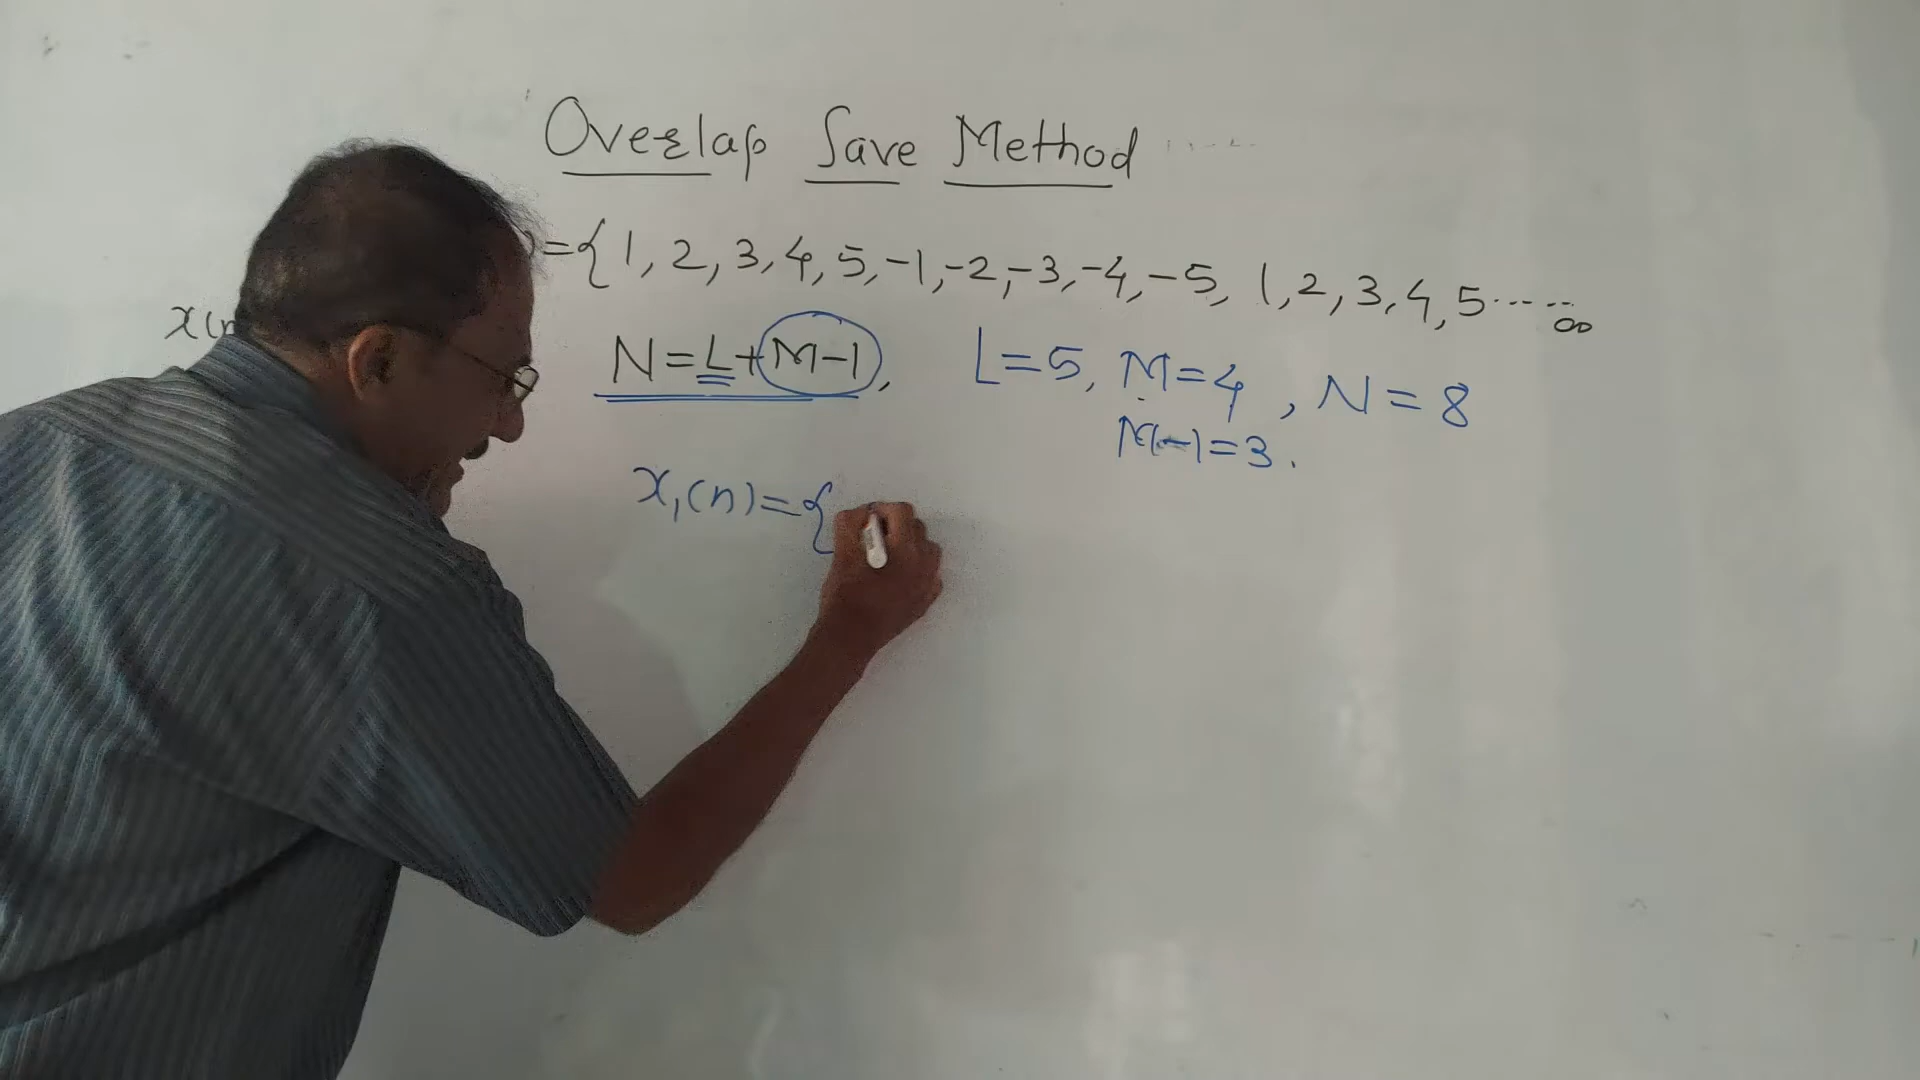 Overlap Save Method .....
)={1, 2, 3, 4, 5, -1, -2, -3, -4, -5, 1, 2, 3, 4, 5.....∞
x(n
N=L+M-1, L=5, M=4, N=8
M-1=3.
x₁(n)={